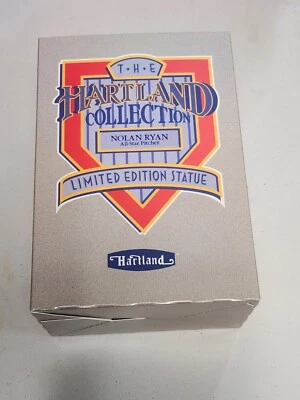 THE
HARTLAND
COLLECTION
NOLAN RYAN
All-Star Pitcher
LIMITED EDITION STATUE
Hartland